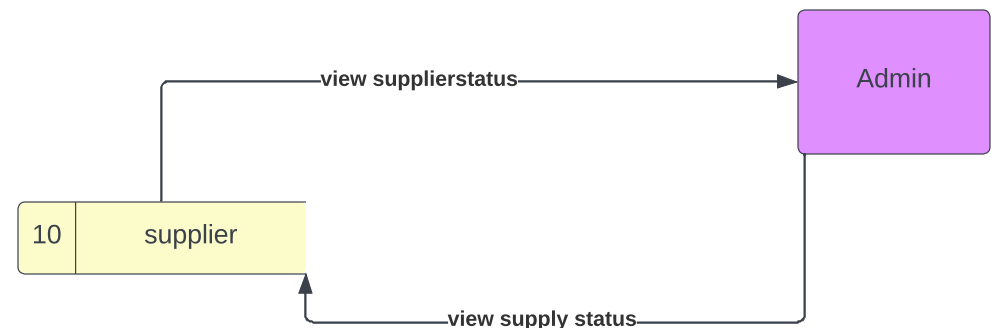 Admin
view supplierstatus
10
supplier
view supply status